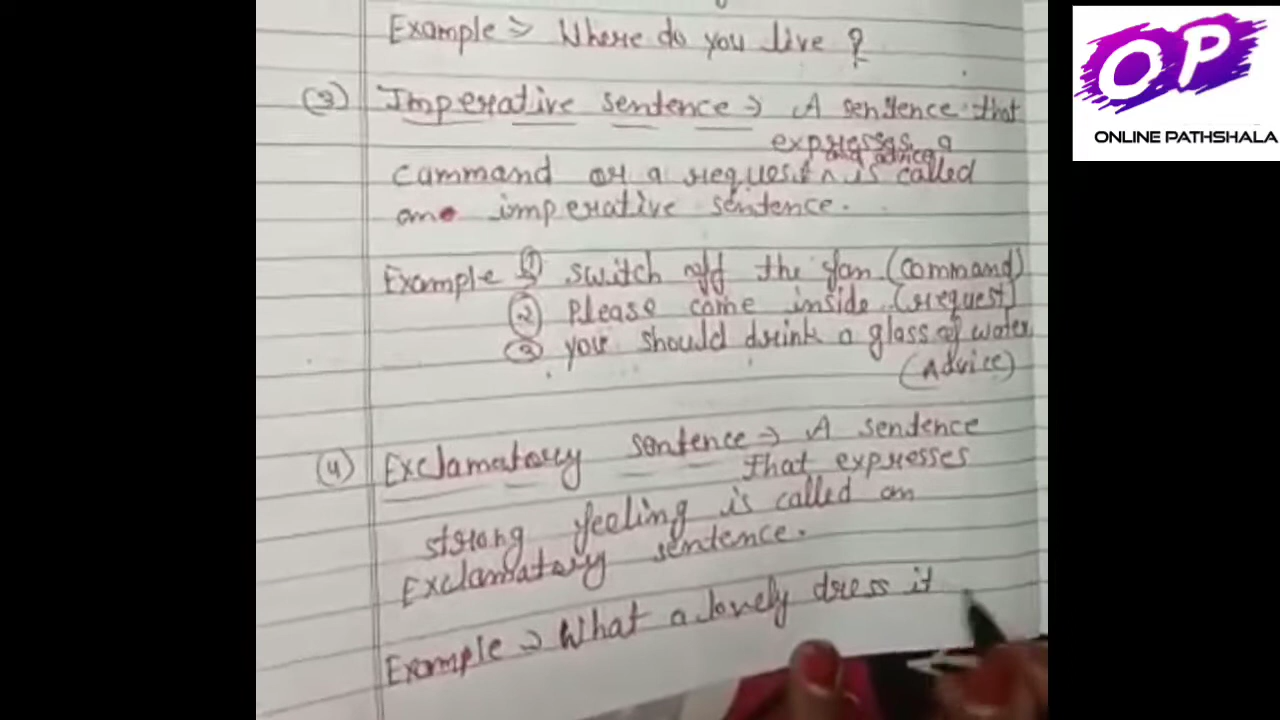 Example => Where do you live ?
OP
ONLINE PATHSHALA
(3) Imperative sentence => A sentence that
expresses a
and advice
command or a request ^ is called
an imperative sentence.
Example ① switch off the fan (command)
② Please come inside (request)
③ you should drink a glass of water
(Advice)
(4) Exclamatory sentence => A sentence
that expresses
strong feeling is called an
Exclamatory sentence.
Example => What a lovely dress it